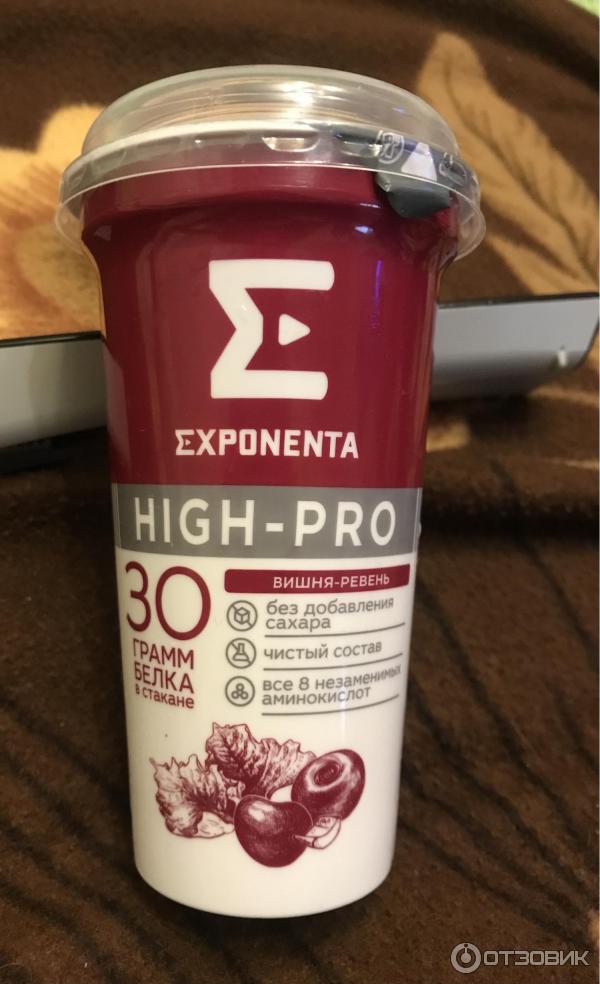 EXPONENTA
HIGH-PRO
30
ГРАММ
БЕЛКА
в стакане
ВИШНЯ-РЕВЕНЬ
без добавления
сахара
чистый состав
все 8 незаменимых
аминокислот
ОТЗОВИК